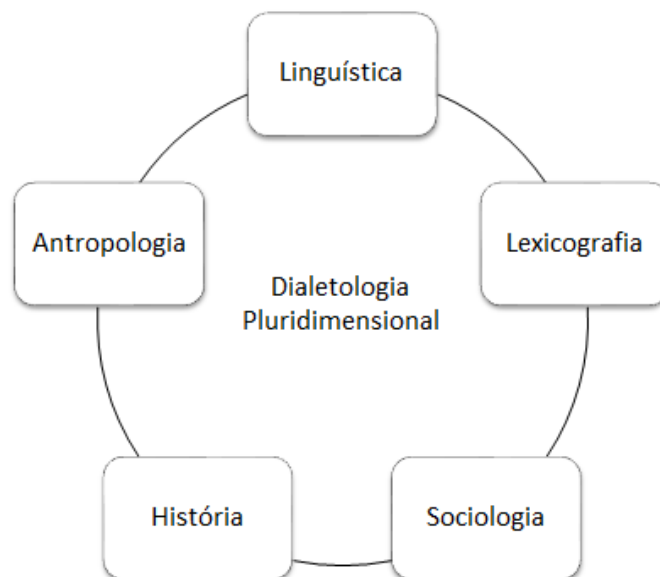 Linguística
Antropologia
Lexicografia
Dialetologia
Pluridimensional
História
Sociologia